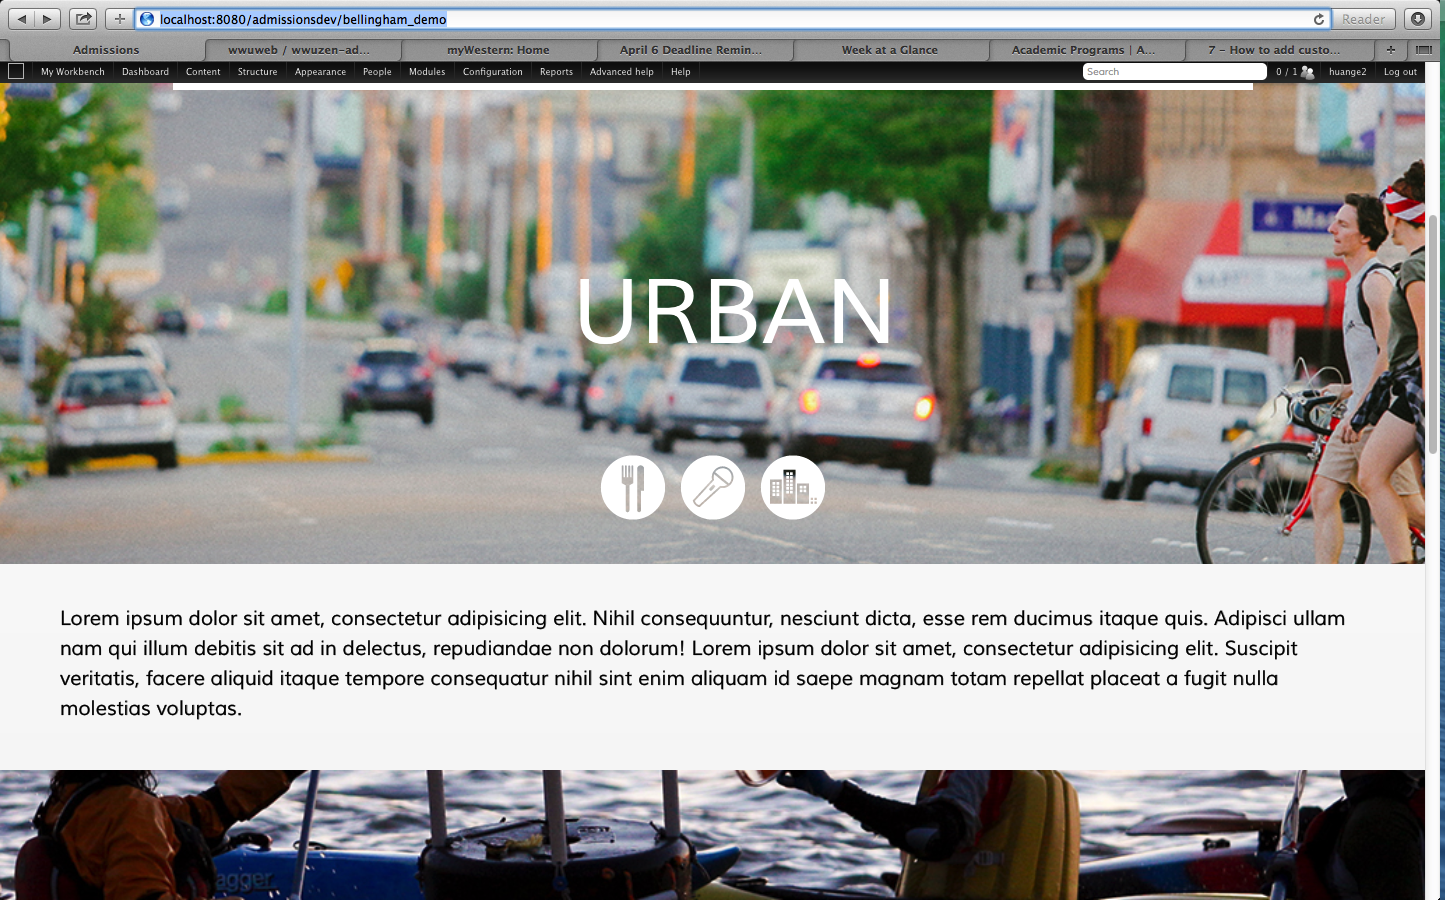 localhost:8080/admissionsdev/bellingham_demo
Reader
Admissions
wwuweb / wwuzen-ad...
myWestern: Home
April 6 Deadline Remin...
Week at a Glance
Academic Programs | A...
7 - How to add custo...
My Workbench
Dashboard
Content
Structure
Appearance
People
Modules
Configuration
Reports
Advanced help
Help
Search
0 / 1
huange2
Log out
URBAN
Lorem ipsum dolor sit amet, consectetur adipisicing elit. Nihil consequuntur, nesciunt dicta, esse rem ducimus itaque quis. Adipisci ullam
nam qui illum debitis sit ad in delectus, repudiandae non dolorum! Lorem ipsum dolor sit amet, consectetur adipisicing elit. Suscipit
veritatis, facere aliquid itaque tempore consequatur nihil sint enim aliquam id saepe magnam totam repellat placeat a fugit nulla
molestias voluptas.